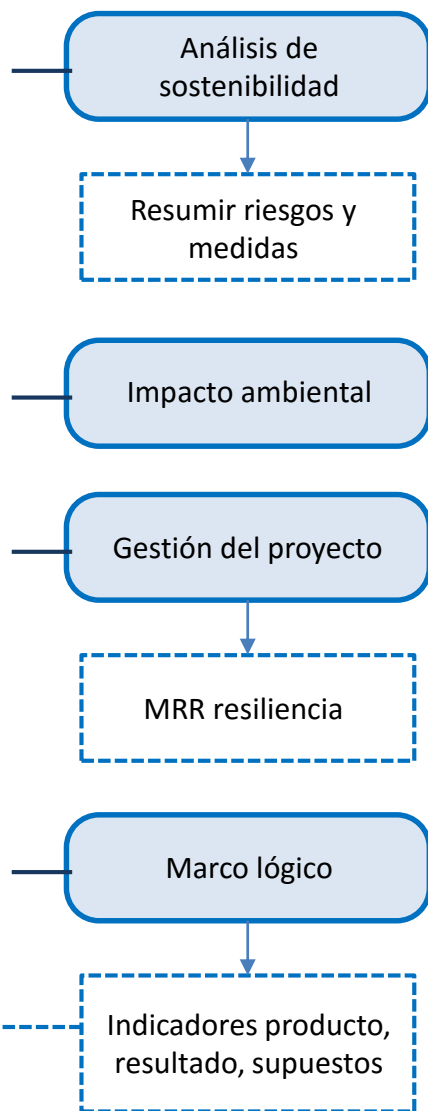 Análisis de
sostenibilidad
Resumir riesgos y
medidas
Impacto ambiental
Gestión del proyecto
MRR resiliencia
Marco lógico
Indicadores producto,
resultado, supuestos